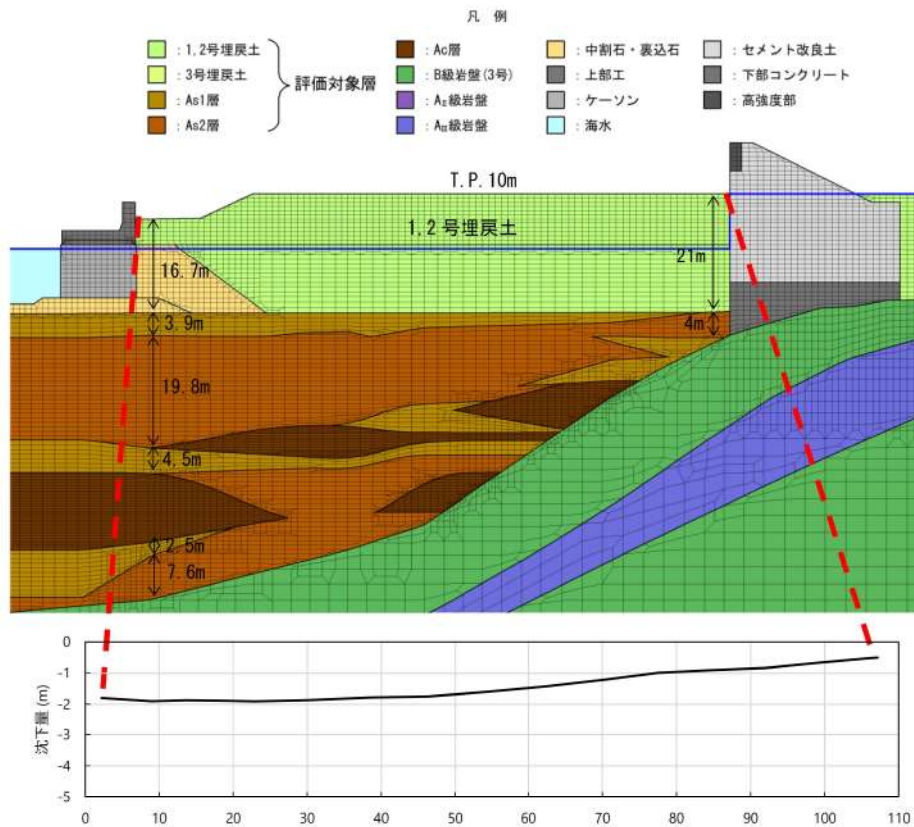 凡 例
: 1,2号埋戻土
: 3号埋戻土
: As1層
: As2層
評価対象層
: 海水
: Ac層
: B級岩盤(3号)
: AⅡ級岩盤
: AⅢ級岩盤
: 中割石・裏込石
: 上部工
: ケーソン
: セメント改良土
: 下部コンクリート
: 高強度部
T.P.10m
1,2号埋戻土
16.7m
21m
3.9m
4m
19.8m
4.5m
2.5m
7.6m
沈下量(m)
0
-1
-2
-3
-4
-5
0 10 20 30 40 50 60 70 80 90 100 110